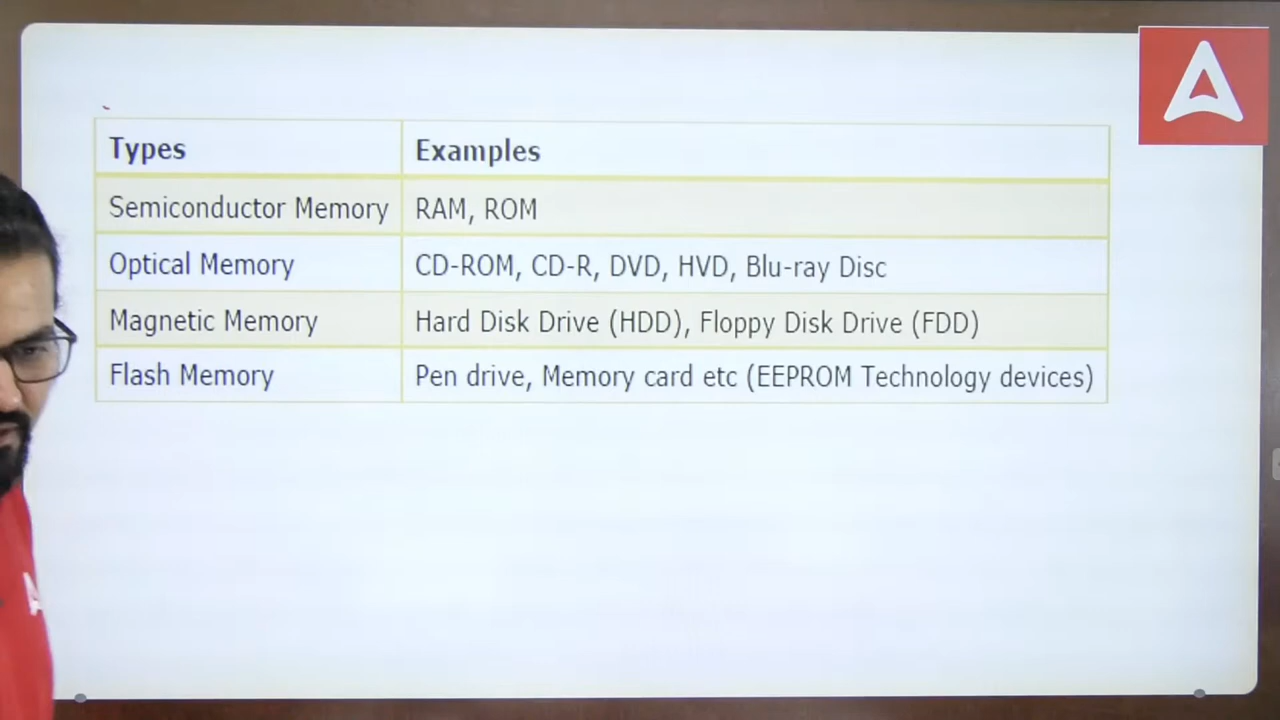 Types Examples
Semiconductor Memory RAM, ROM
Optical Memory CD-ROM, CD-R, DVD, HVD, Blu-ray Disc
Magnetic Memory Hard Disk Drive (HDD), Floppy Disk Drive (FDD)
Flash Memory Pen drive, Memory card etc (EEPROM Technology devices)